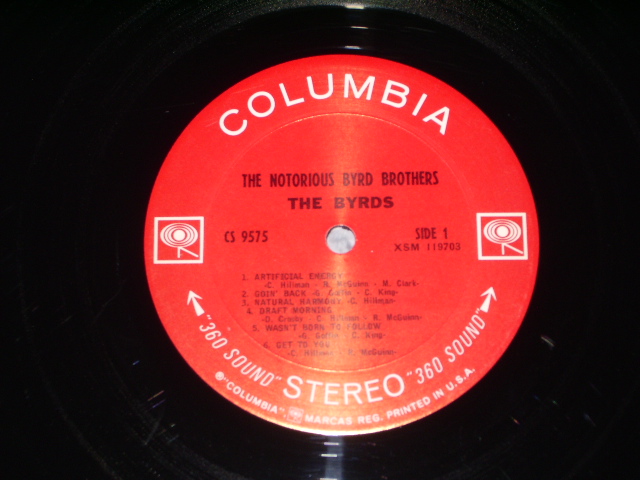 COLUMBIA
THE NOTORIOUS BYRD BROTHERS
THE BYRDS
CS 9575
SIDE 1
XSM 119703
1. ARTIFICIAL ENERGY
-C. Hillman - R. McGuinn - M. Clark-
2. GOIN' BACK -G. Goffin - C. King-
3. NATURAL HARMONY -C. Hillman-
4. DRAFT MORNING
-D. Crosby - C. Hillman - R. McGuinn-
5. WASN'T BORN TO FOLLOW
-G. Goffin - C. King-
6. GET TO YOU
-C. Hillman - R. McGuinn-
"360 SOUND" STEREO "360 SOUND"
® "COLUMBIA", MARCAS REG. PRINTED IN U.S.A.